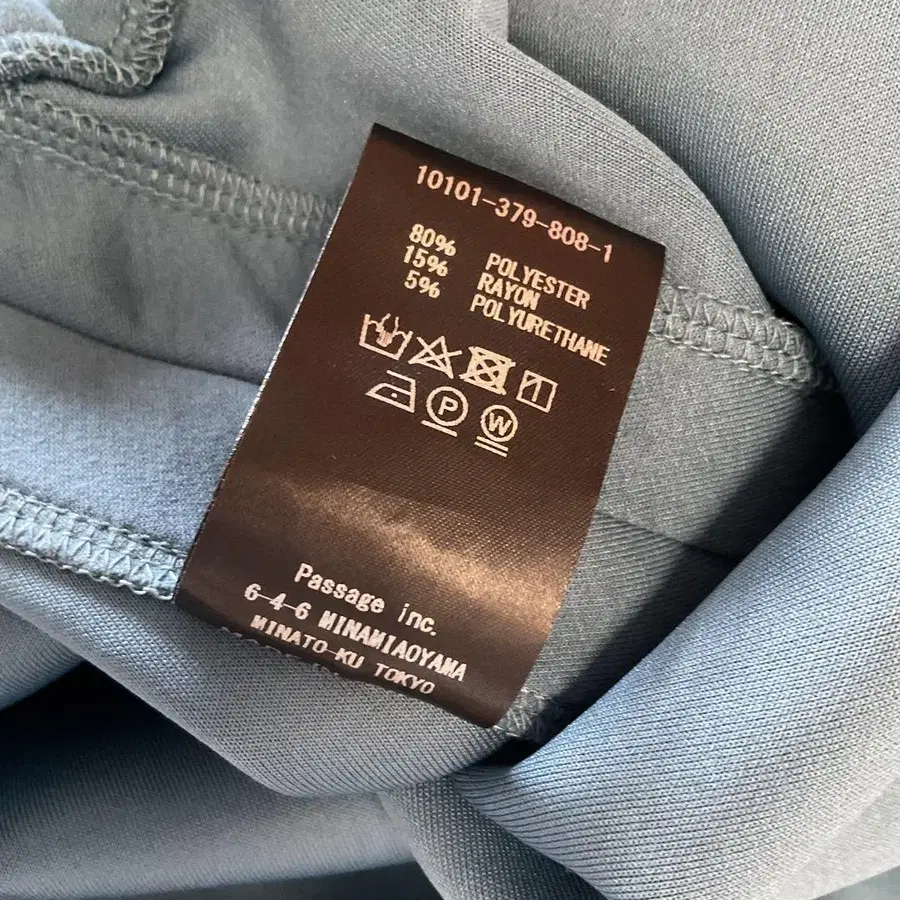 10101-379-808-1
80% POLYESTER
15% RAYON
5% POLYURETHANE
P W
Passage inc.
6-4-6 MINAMIAOYAMA
MINATO-KU TOKYO